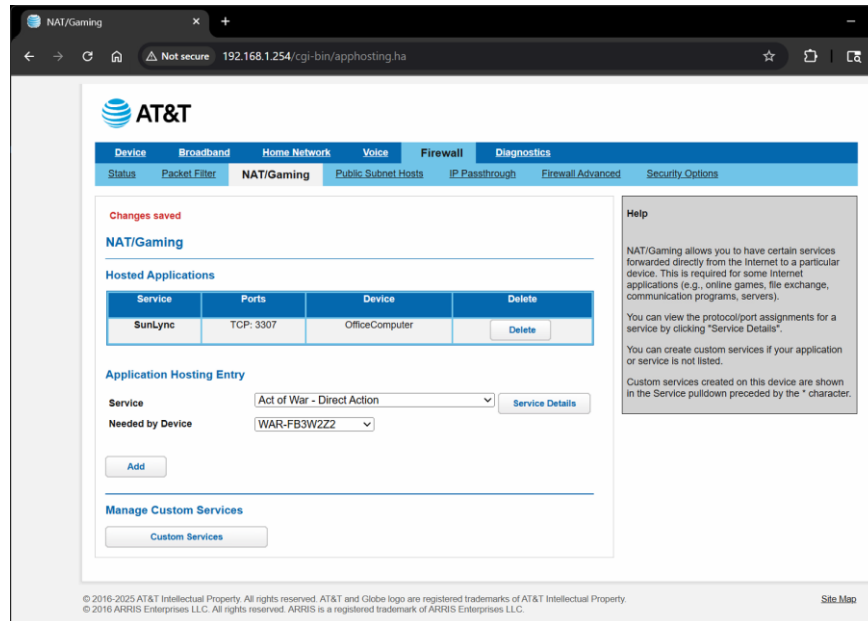 NAT/Gaming
Not secure 192.168.1.254/cgi-bin/apphosting.ha
AT&T
Device Broadband Home Network Voice Firewall Diagnostics
Status Packet Filter NAT/Gaming Public Subnet Hosts IP Passthrough Firewall Advanced Security Options
Changes saved
NAT/Gaming
Hosted Applications
Service Ports Device Delete
SunLync TCP: 3307 OfficeComputer Delete
Application Hosting Entry
Service Act of War - Direct Action Service Details
Needed by Device WAR-FB3W2Z2
Add
Manage Custom Services
Custom Services
Help
NAT/Gaming allows you to have certain services
forwarded directly from the Internet to a particular
device. This is required for some Internet
applications (e.g., online games, file exchange,
communication programs, servers).
You can view the protocol/port assignments for a
service by clicking "Service Details".
You can create custom services if your application
or service is not listed.
Custom services created on this device are shown
in the Service pulldown preceded by the * character.
© 2016-2025 AT&T Intellectual Property. All rights reserved. AT&T and Globe logo are registered trademarks of AT&T Intellectual Property.
© 2016 ARRIS Enterprises LLC. All rights reserved. ARRIS is a registered trademark of ARRIS Enterprises LLC.
Site Map